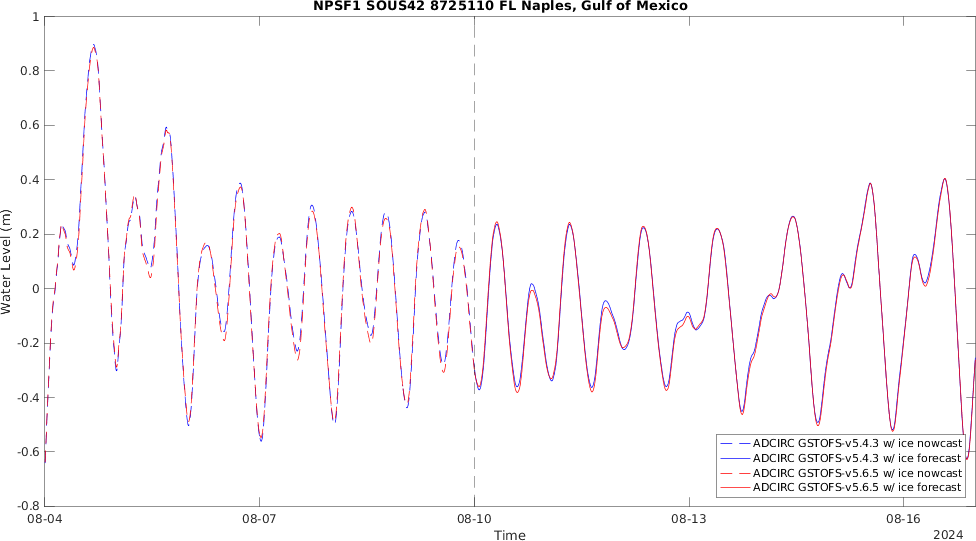 NPSF1 SOUS42 8725110 FL Naples, Gulf of Mexico
Water Level (m)
1
0.8
0.6
0.4
0.2
0
-0.2
-0.4
-0.6
-0.8
ADCIRC GSTOFS-v5.4.3 w/ ice nowcast
ADCIRC GSTOFS-v5.4.3 w/ ice forecast
ADCIRC GSTOFS-v5.6.5 w/ ice nowcast
ADCIRC GSTOFS-v5.6.5 w/ ice forecast
08-04 08-07 08-10 08-13 08-16
Time
2024